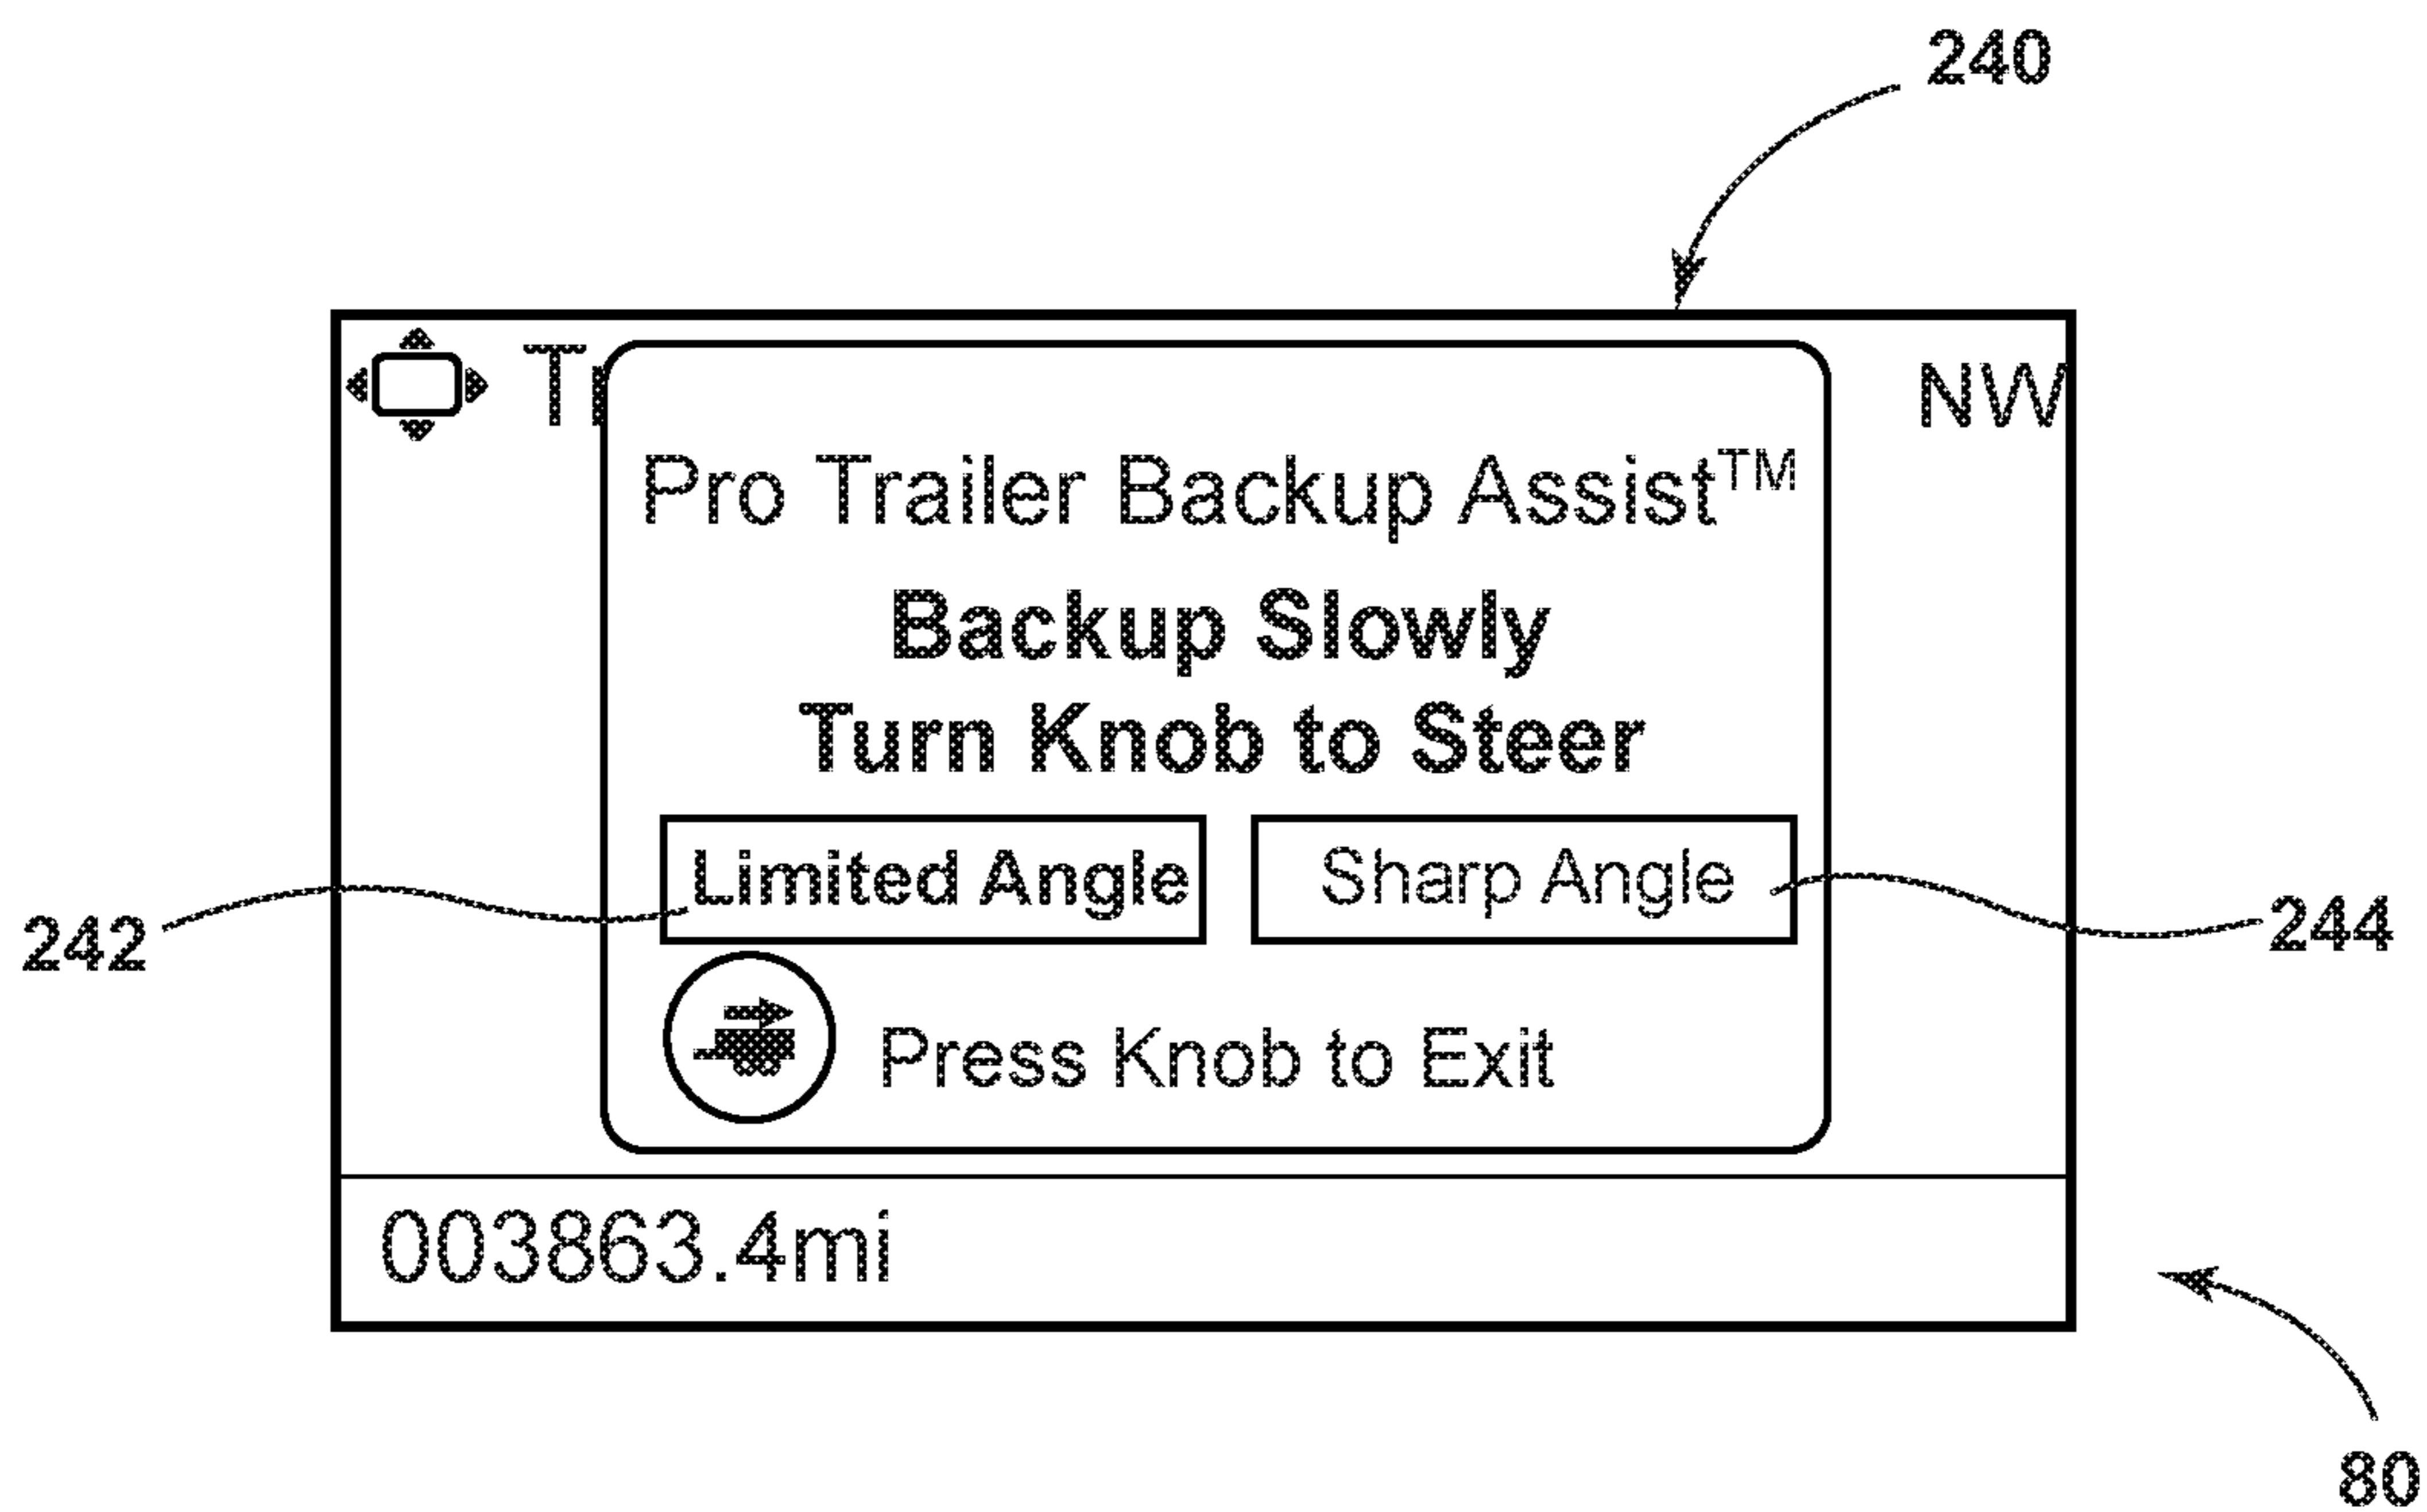 240
Tr NW
Pro Trailer Backup Assist™
Backup Slowly
Turn Knob to Steer
Limited Angle Sharp Angle
242 244
Press Knob to Exit
003863.4mi
80